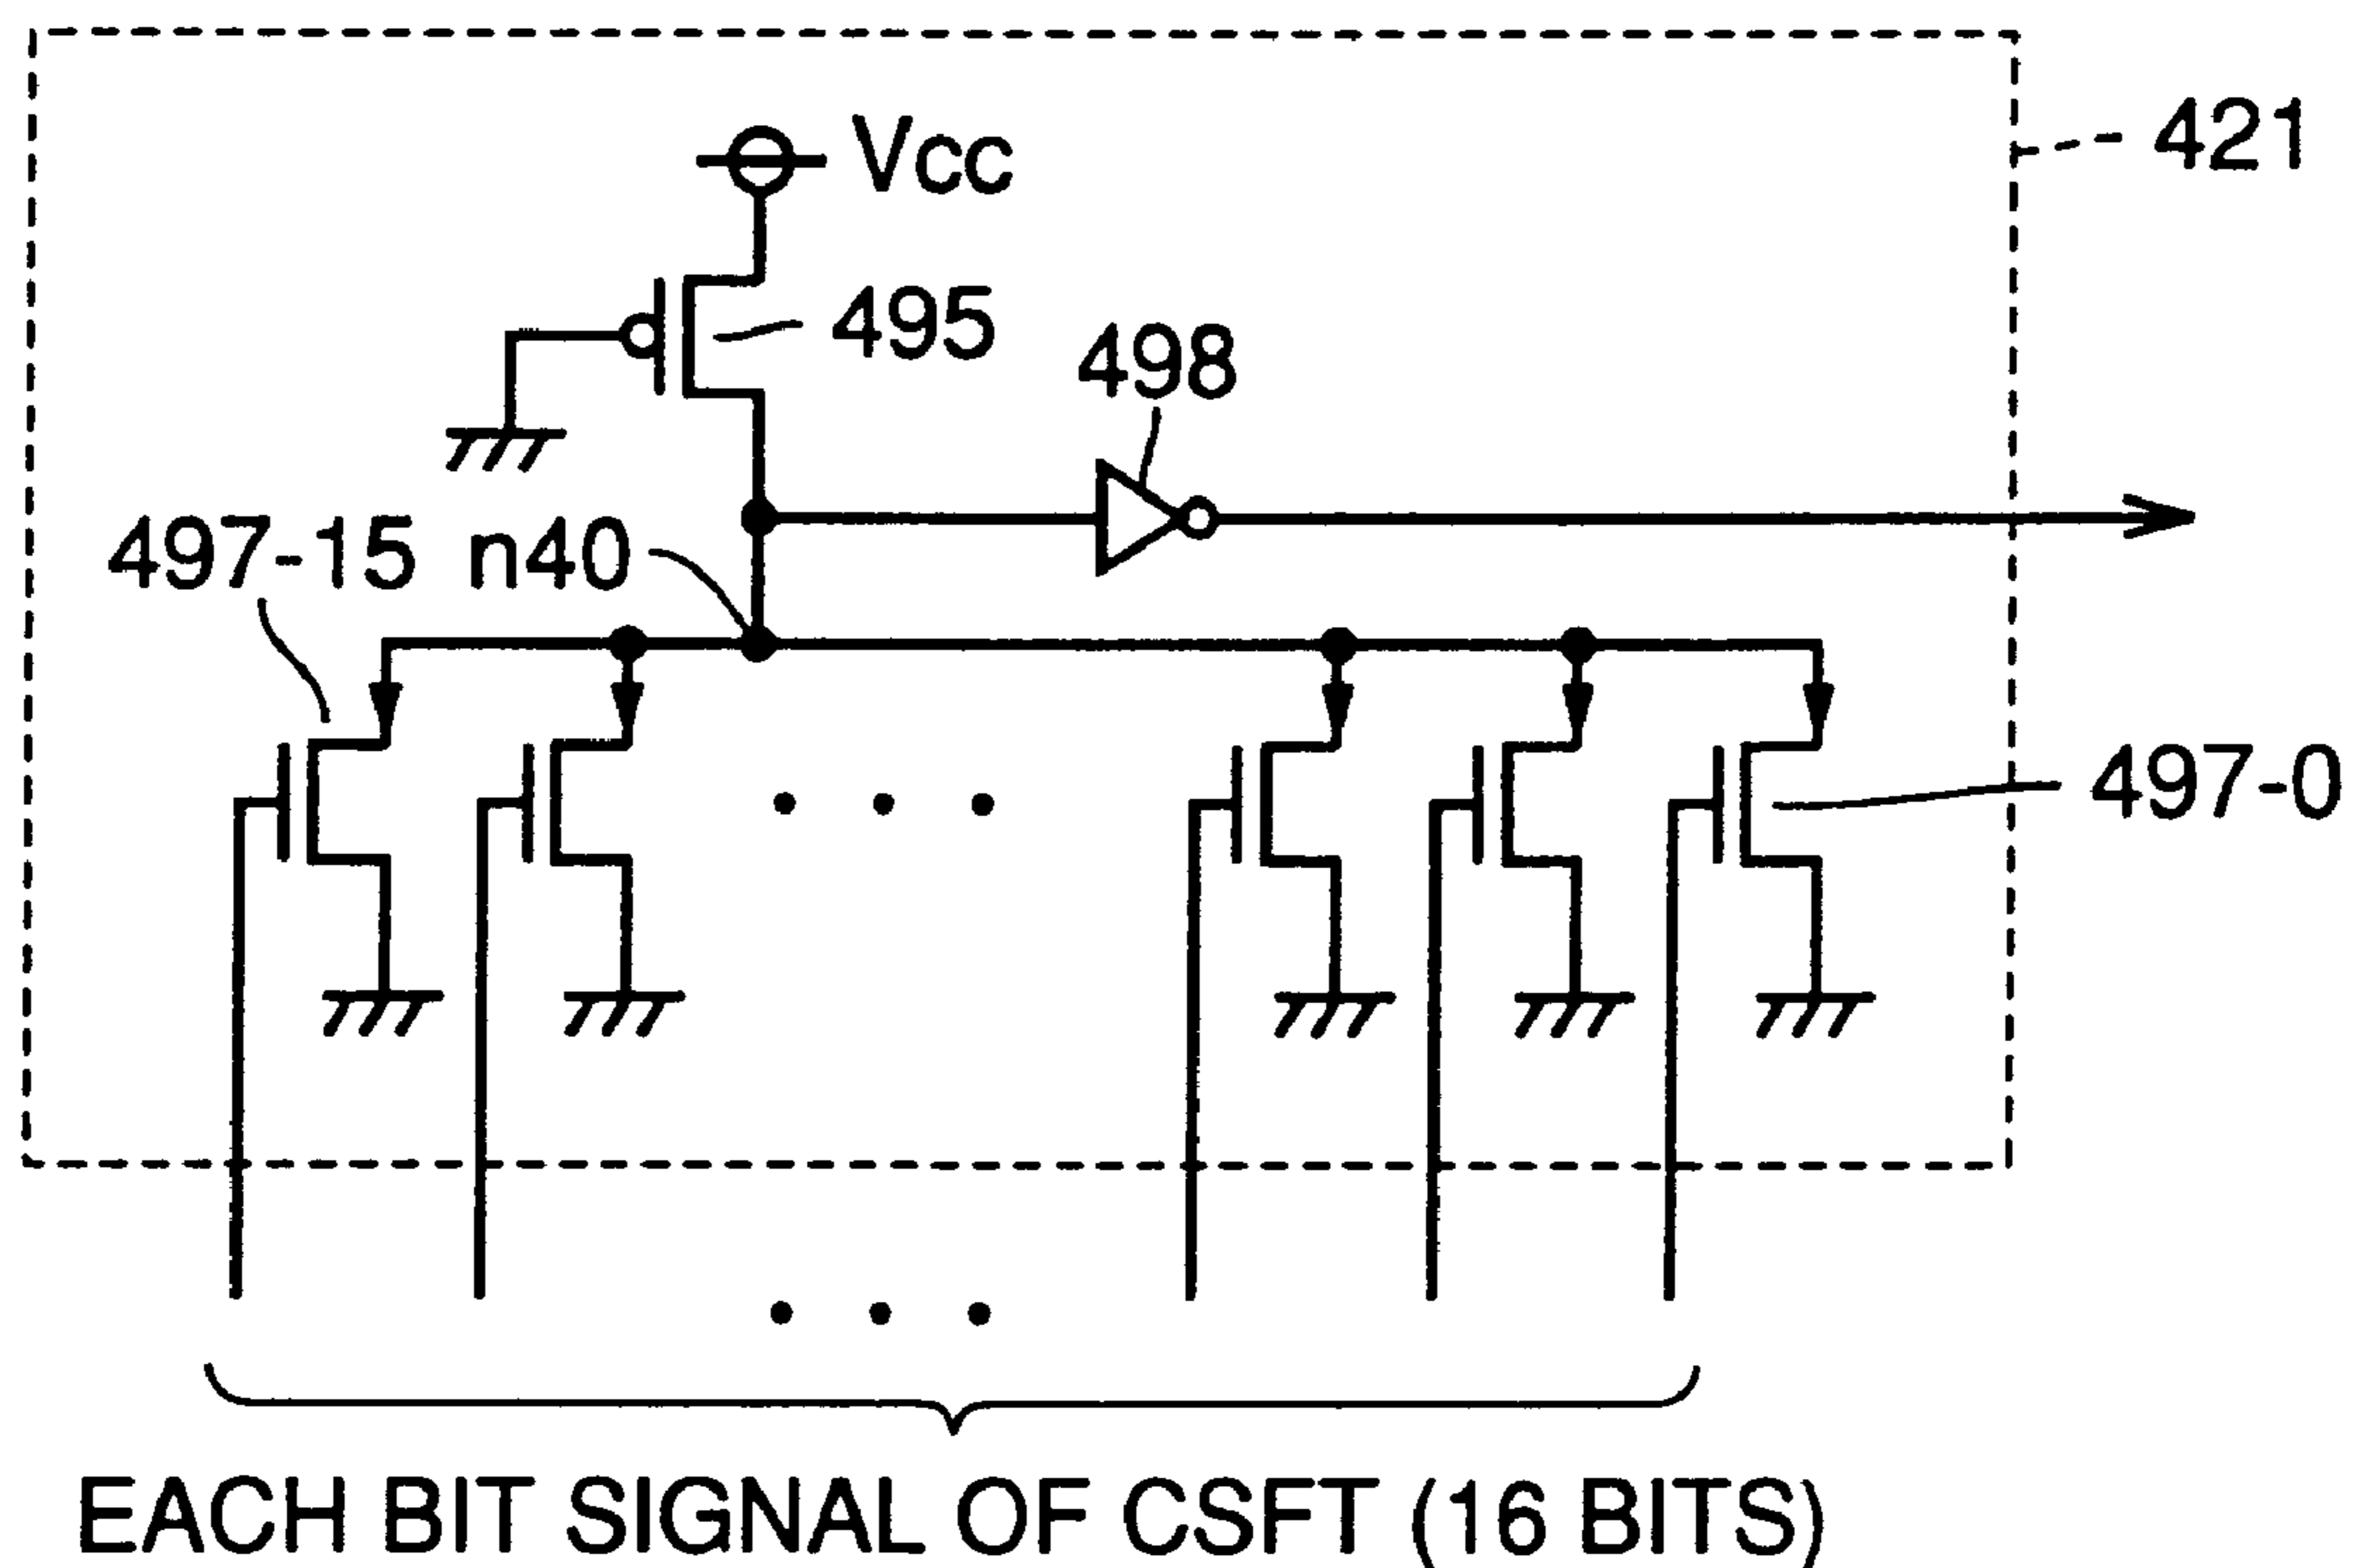 Vcc
421
495
498
497-15 n40
497-0
EACH BIT SIGNAL OF CSFT (16 BITS)